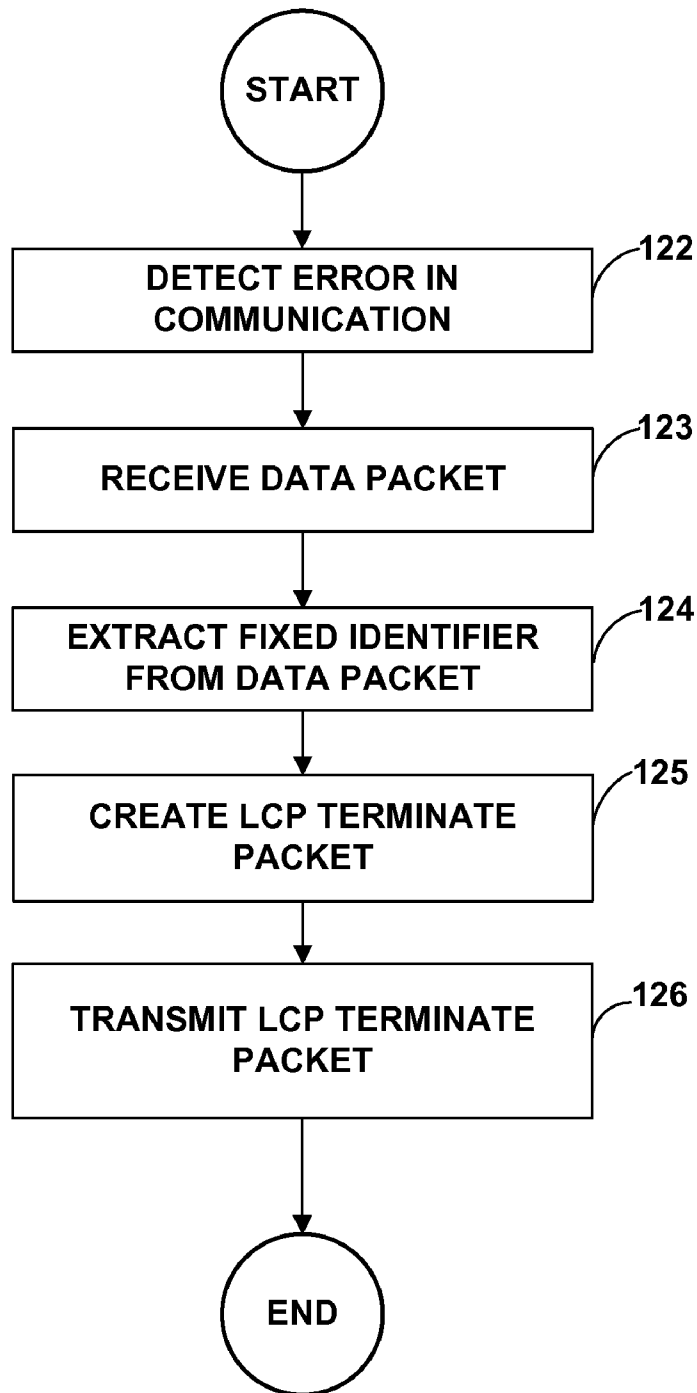 START
122
DETECT ERROR IN
COMMUNICATION
123
RECEIVE DATA PACKET
124
EXTRACT FIXED IDENTIFIER
FROM DATA PACKET
125
CREATE LCP TERMINATE
PACKET
126
TRANSMIT LCP TERMINATE
PACKET
END